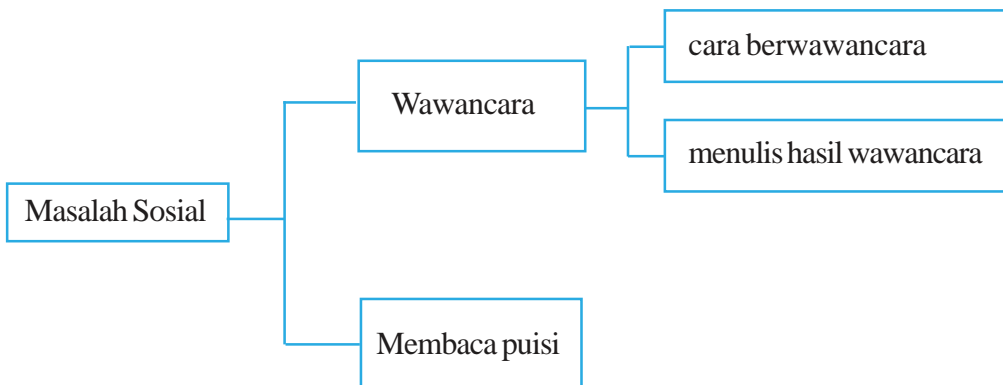 cara berwawancara
Wawancara
menulis hasil wawancara
Masalah Sosial
Membaca puisi